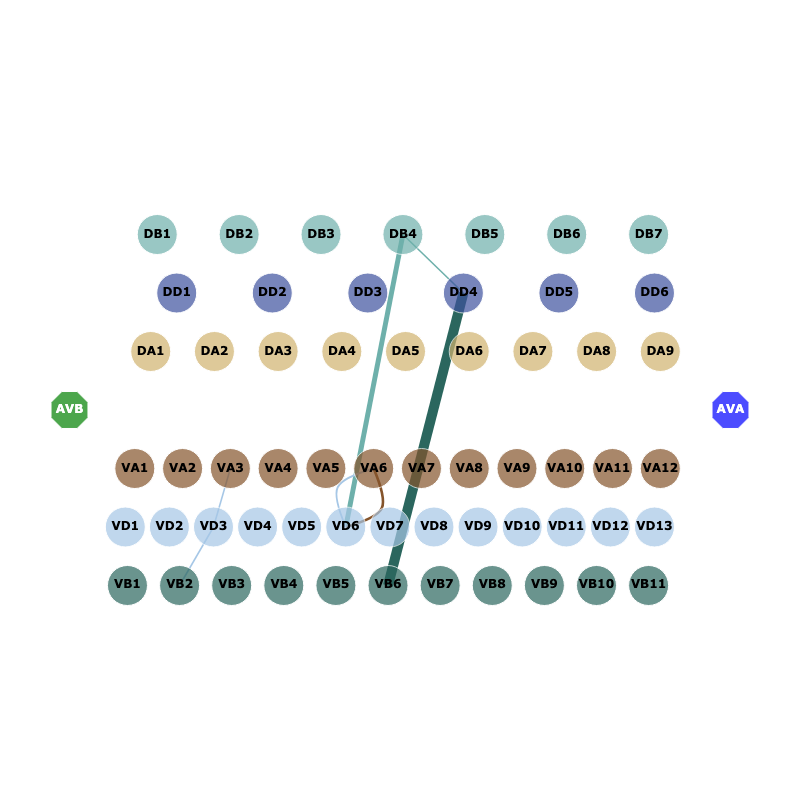 DB1 DB2 DB3 DB4 DB5 DB6 DB7
DD1 DD2 DD3 DD4 DD5 DD6
DA1 DA2 DA3 DA4 DA5 DA6 DA7 DA8 DA9
AVB AVA
VA1 VA2 VA3 VA4 VA5 VA6 VA7 VA8 VA9 VA10 VA11 VA12
VD1 VD2 VD3 VD4 VD5 VD6 VD7 VD8 VD9 VD10 VD11 VD12 VD13
VB1 VB2 VB3 VB4 VB5 VB6 VB7 VB8 VB9 VB10 VB11